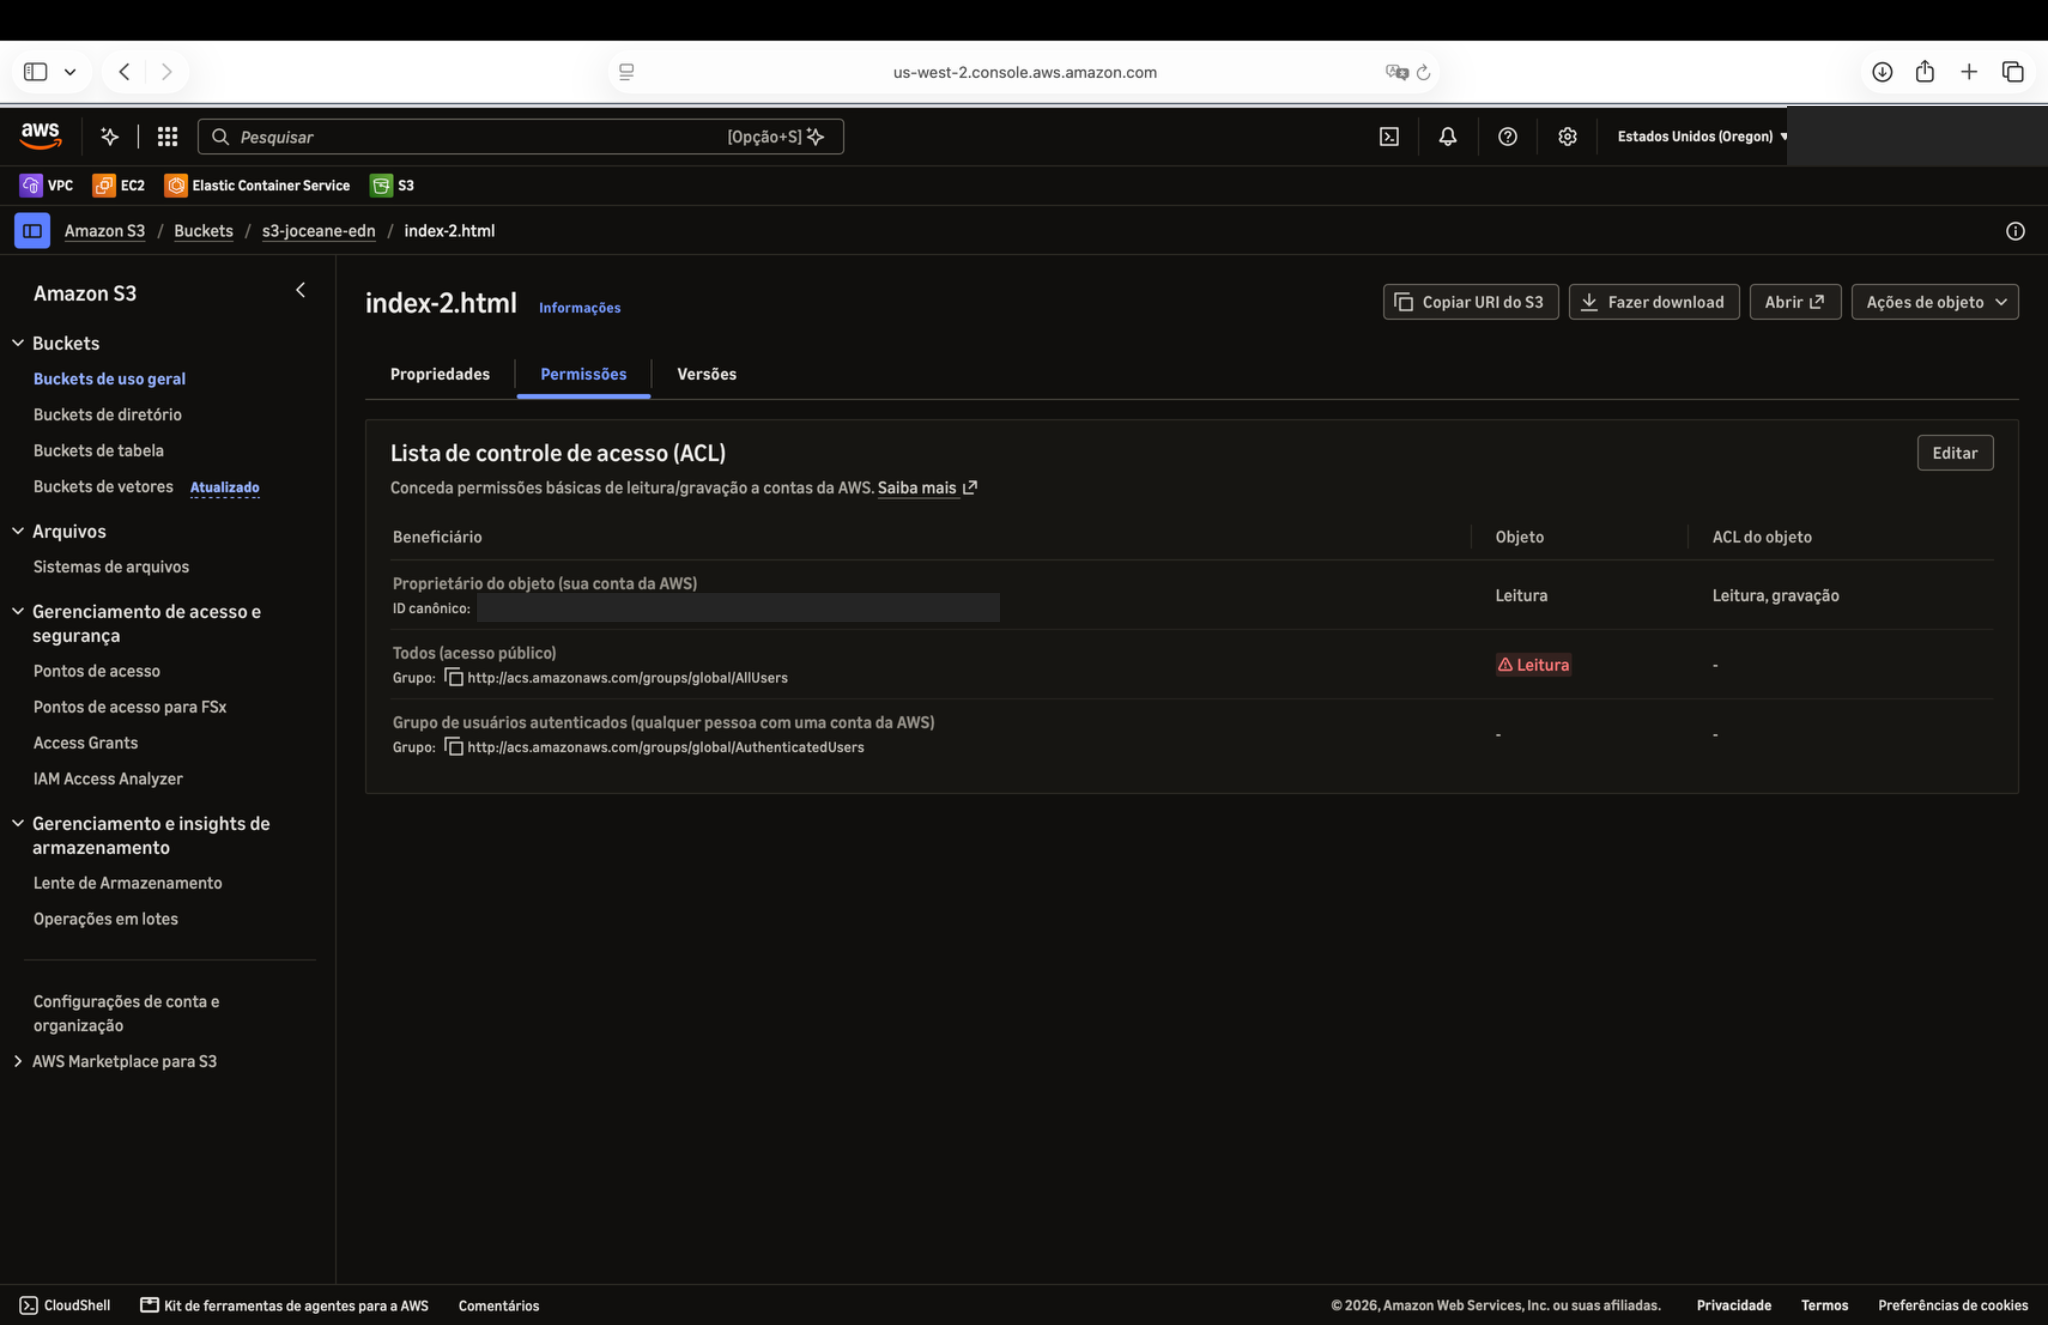 us-west-2.console.aws.amazon.com
aws
Pesquisar
[Opção+S]
Estados Unidos (Oregon)
VPC
EC2
Elastic Container Service
S3
Amazon S3 / Buckets / s3-joceane-edn / index-2.html
Amazon S3
Buckets
Buckets de uso geral
Buckets de diretório
Buckets de tabela
Buckets de vetores Atualizado
Arquivos
Sistemas de arquivos
Gerenciamento de acesso e
segurança
Pontos de acesso
Pontos de acesso para FSx
Access Grants
IAM Access Analyzer
Gerenciamento e insights de
armazenamento
Lente de Armazenamento
Operações em lotes
Configurações de conta e
organização
AWS Marketplace para S3
index-2.html Informações
Copiar URI do S3
Fazer download
Abrir
Ações de objeto
Propriedades
Permissões
Versões
Lista de controle de acesso (ACL)
Editar
Conceda permissões básicas de leitura/gravação a contas da AWS. Saiba mais
Beneficiário
Objeto
ACL do objeto
Proprietário do objeto (sua conta da AWS)
ID canônico:
Leitura
Leitura, gravação
Todos (acesso público)
Grupo: http://acs.amazonaws.com/groups/global/AllUsers
Leitura
-
Grupo de usuários autenticados (qualquer pessoa com uma conta da AWS)
Grupo: http://acs.amazonaws.com/groups/global/AuthenticatedUsers
-
-
CloudShell
Kit de ferramentas de agentes para a AWS
Comentários
© 2026, Amazon Web Services, Inc. ou suas afiliadas.
Privacidade
Termos
Preferências de cookies